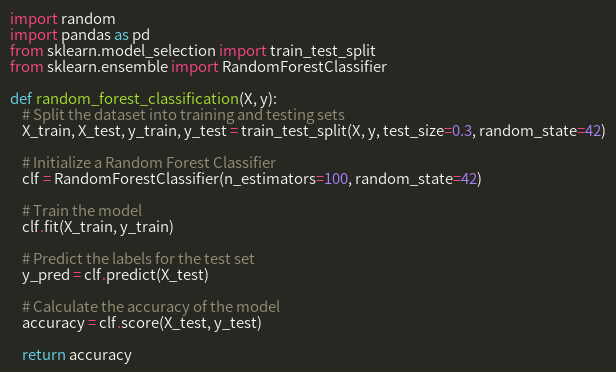 import random
import pandas as pd
from sklearn.model_selection import train_test_split
from sklearn.ensemble import RandomForestClassifier

def random_forest_classification(X, y):
    # Split the dataset into training and testing sets
    X_train, X_test, y_train, y_test = train_test_split(X, y, test_size=0.3, random_state=42)

    # Initialize a Random Forest Classifier
    clf = RandomForestClassifier(n_estimators=100, random_state=42)

    # Train the model
    clf.fit(X_train, y_train)

    # Predict the labels for the test set
    y_pred = clf.predict(X_test)

    # Calculate the accuracy of the model
    accuracy = clf.score(X_test, y_test)

    return accuracy